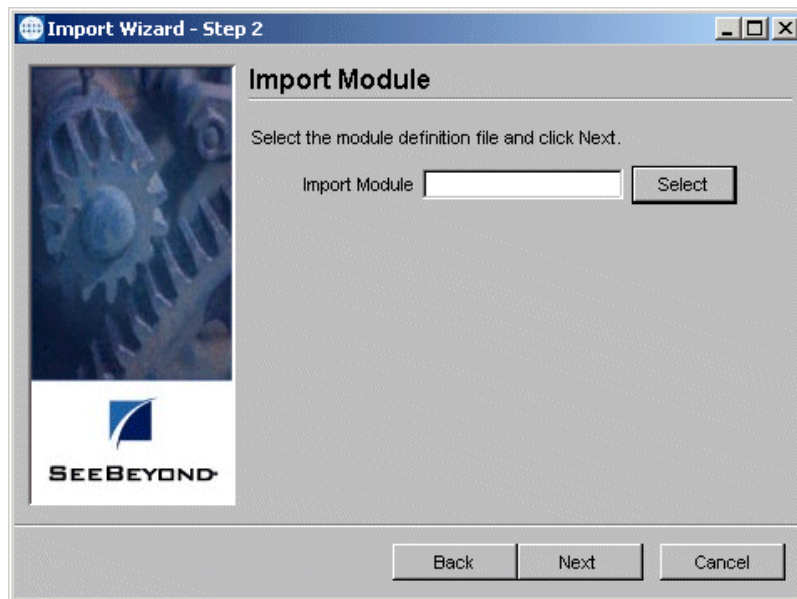 Import Wizard - Step 2
Import Module
Select the module definition file and click Next.
Import Module
Select
SEEBEYOND
Back
Next
Cancel